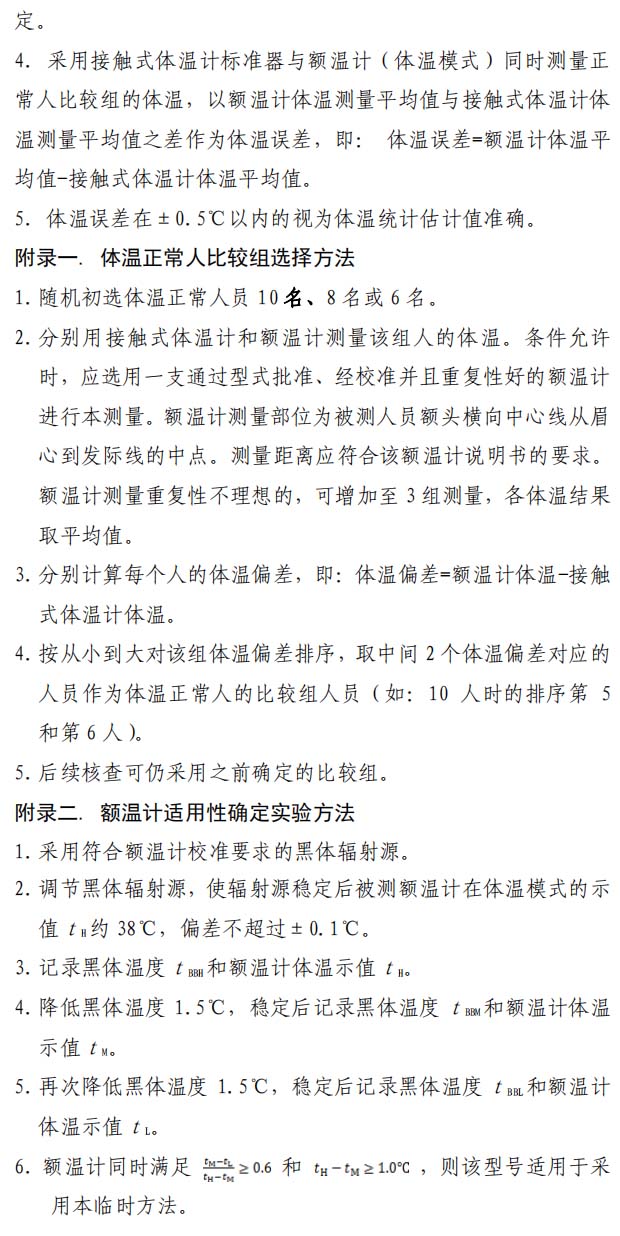 定。
4. 采用接触式体温计标准器与额温计（体温模式）同时测量正
常人比较组的体温，以额温计体温测量平均值与接触式体温计体
温测量平均值之差作为体温误差，即： 体温误差=额温计体温平
均值-接触式体温计体温平均值。
5. 体温误差在±0.5℃以内的视为体温统计估计值准确。
附录一. 体温正常人比较组选择方法
1. 随机初选体温正常人员 10 名、8 名或 6 名。
2. 分别用接触式体温计和额温计测量该组人的体温。条件允许
时，应选用一支通过型式批准、经校准并且重复性好的额温计
进行本测量。额温计测量部位为被测人员额头横向中心线从眉
心到发际线的中点。测量距离应符合该额温计说明书的要求。
额温计测量重复性不理想的，可增加至 3 组测量，各体温结果
取平均值。
3. 分别计算每个人的体温偏差，即：体温偏差=额温计体温-接触
式体温计体温。
4. 按从小到大对该组体温偏差排序，取中间 2 个体温偏差对应的
人员作为体温正常人的比较组人员（如：10 人时的排序第 5
和第 6 人）。
5. 后续核查可仍采用之前确定的比较组。
附录二. 额温计适用性确定实验方法
1. 采用符合额温计校准要求的黑体辐射源。
2. 调节黑体辐射源，使辐射源稳定后被测额温计在体温模式的示
值 tH 约 38℃，偏差不超过±0.1℃。
3. 记录黑体温度 tBBH 和额温计体温示值 tH。
4. 降低黑体温度 1.5℃，稳定后记录黑体温度 tBBM 和额温计体温
示值 tM。
5. 再次降低黑体温度 1.5℃，稳定后记录黑体温度 tBBL 和额温计
体温示值 tL。
6. 额温计同时满足 (tM−tL)/(tH−tM) ≥ 0.6 和 tH − tM ≥ 1.0℃ ，则该型号适用于采
用本临时方法。